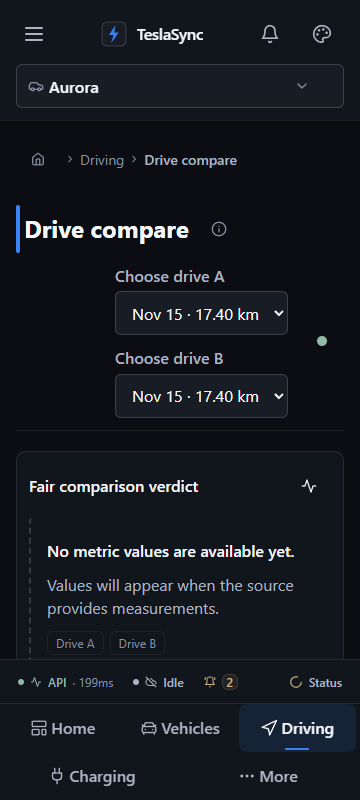 TeslaSync
Aurora
Driving
Drive compare
Drive compare
Choose drive A
Nov 15 · 17.40 km
Choose drive B
Nov 15 · 17.40 km
Fair comparison verdict
No metric values are available yet.
Values will appear when the source
provides measurements.
Drive A
Drive B
API · 199ms
Idle
2
Status
Home
Vehicles
Driving
Charging
More